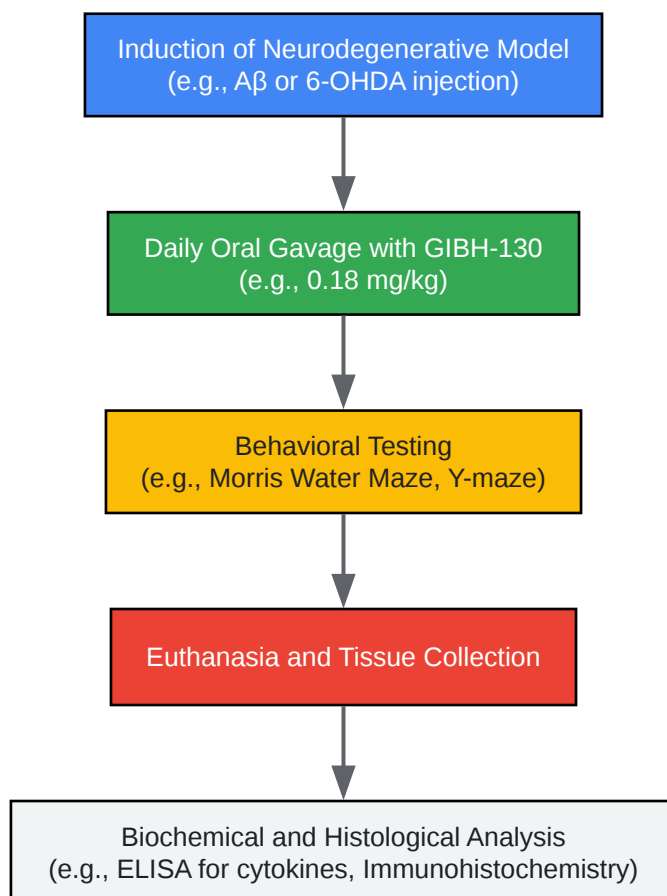 Induction of Neurodegenerative Model
(e.g., Aβ or 6-OHDA injection)
Daily Oral Gavage with GIBH-130
(e.g., 0.18 mg/kg)
Behavioral Testing
(e.g., Morris Water Maze, Y-maze)
Euthanasia and Tissue Collection
Biochemical and Histological Analysis
(e.g., ELISA for cytokines, Immunohistochemistry)